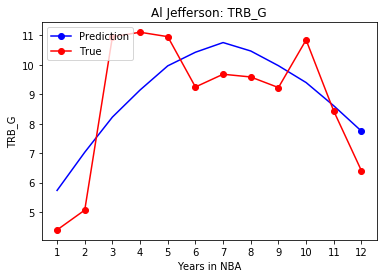 Al Jefferson: TRB_G
Prediction
True
TRB_G
11
10
9
8
7
6
5
1 2 3 4 5 6 7 8 9 10 11 12
Years in NBA